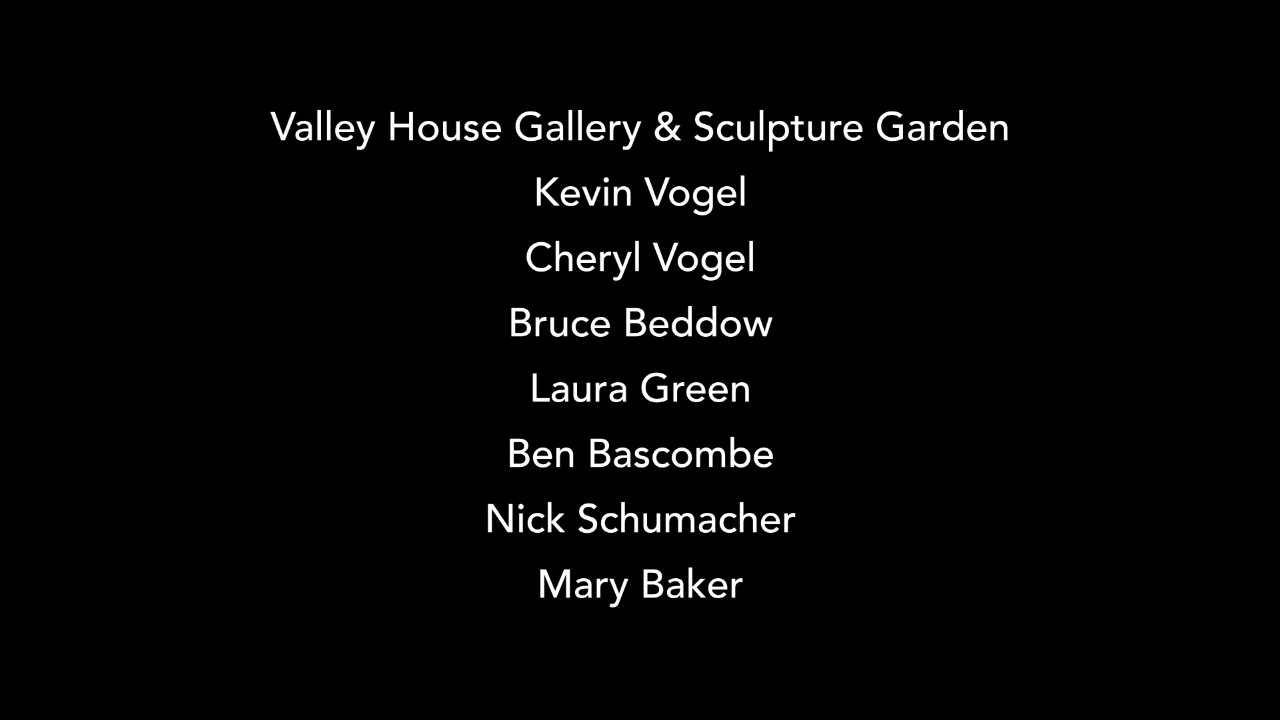 Valley House Gallery & Sculpture Garden
Kevin Vogel
Cheryl Vogel
Bruce Beddow
Laura Green
Ben Bascombe
Nick Schumacher
Mary Baker